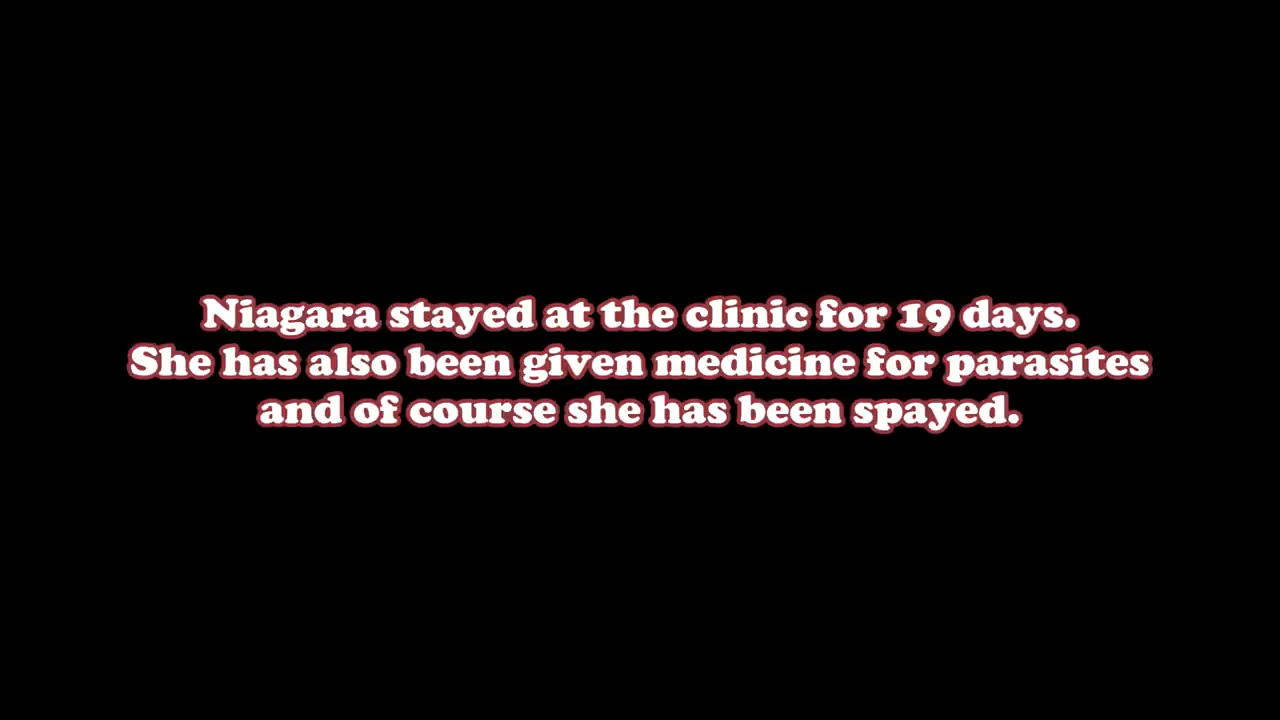 Niagara stayed at the clinic for 19 days.
She has also been given medicine for parasites
and of course she has been spayed.